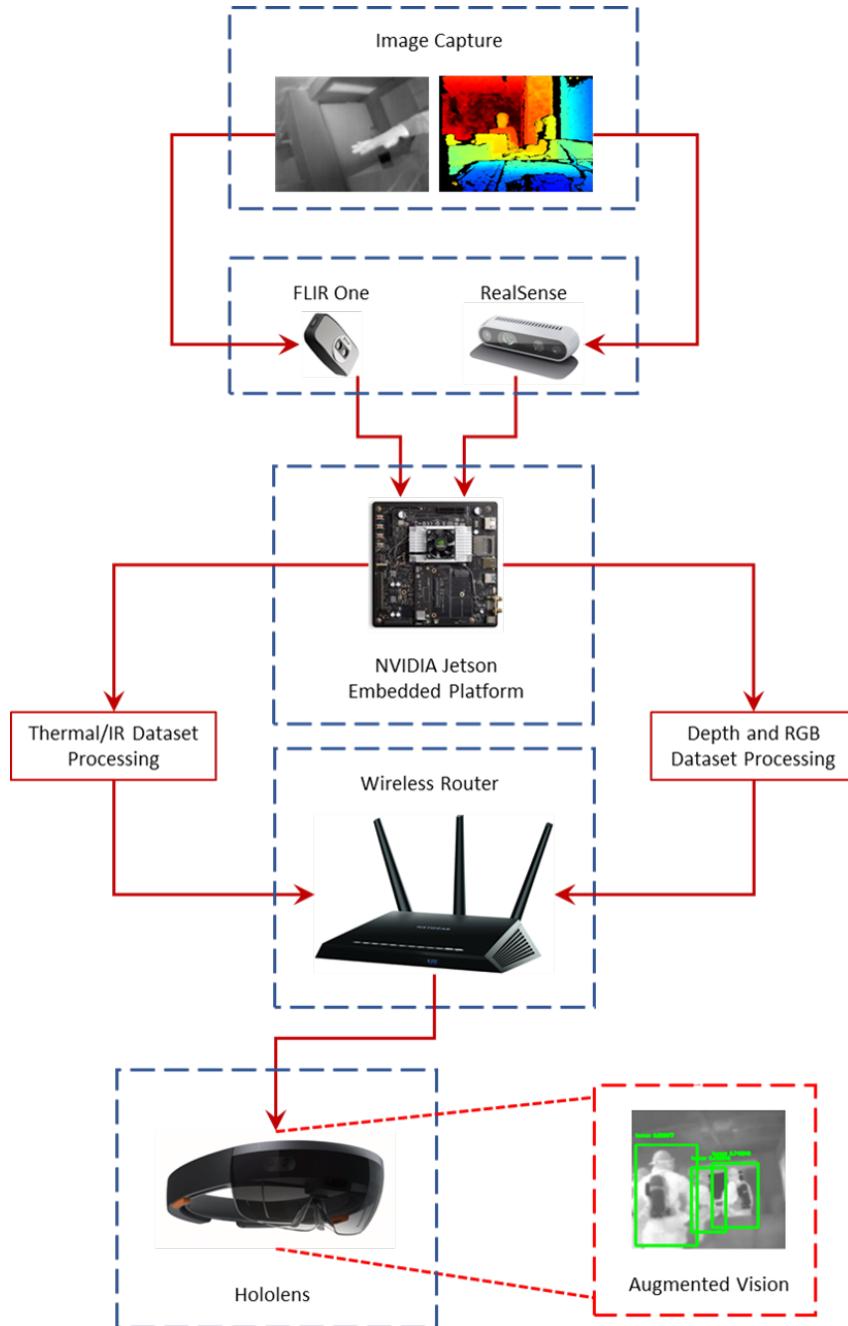 Image Capture
FLIR One
RealSense
NVIDIA Jetson
Embedded Platform
Thermal/IR Dataset
Processing
Depth and RGB
Dataset Processing
Wireless Router
NETGEAR
Hololens
Augmented Vision